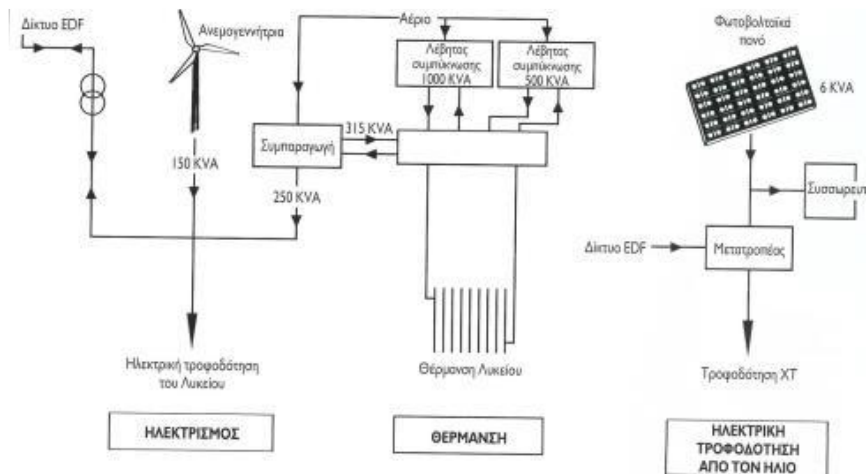 Δίκτυο EDF
Ανεμογεννήτρια
150 KVA
Ηλεκτρική τροφοδότηση
του Λυκείου
ΗΛΕΚΤΡΙΣΜΟΣ
Αέριο
Λέβητας
συμπύκνωσης
1000 KVA
Λέβητας
συμπύκνωσης
500 KVA
Συμπαραγωγή
315 KVA
250 KVA
Θέρμανση Λυκείου
ΘΕΡΜΑΝΣΗ
Φωτοβολταϊκά
πανό
6 KVA
Συσσωρευτ
Δίκτυο EDF
Μετατροπέας
Τροφοδότηση ΧΤ
ΗΛΕΚΤΡΙΚΗ
ΤΡΟΦΟΔΟΤΗΣΗ
ΑΠΟ ΤΟΝ ΗΛΙΟ